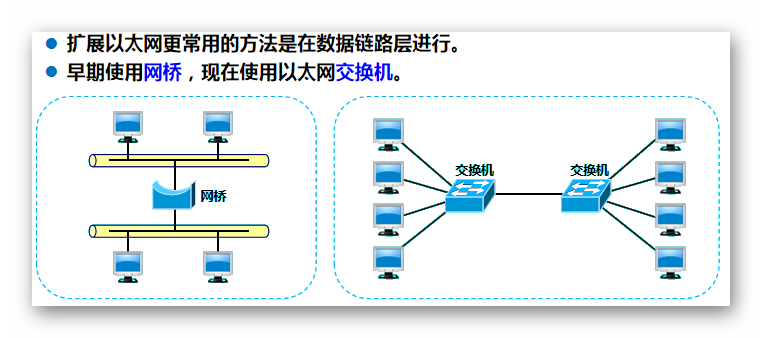 扩展以太网更常用的方法是在数据链路层进行。
早期使用网桥，现在使用以太网交换机。
网桥
交换机
交换机